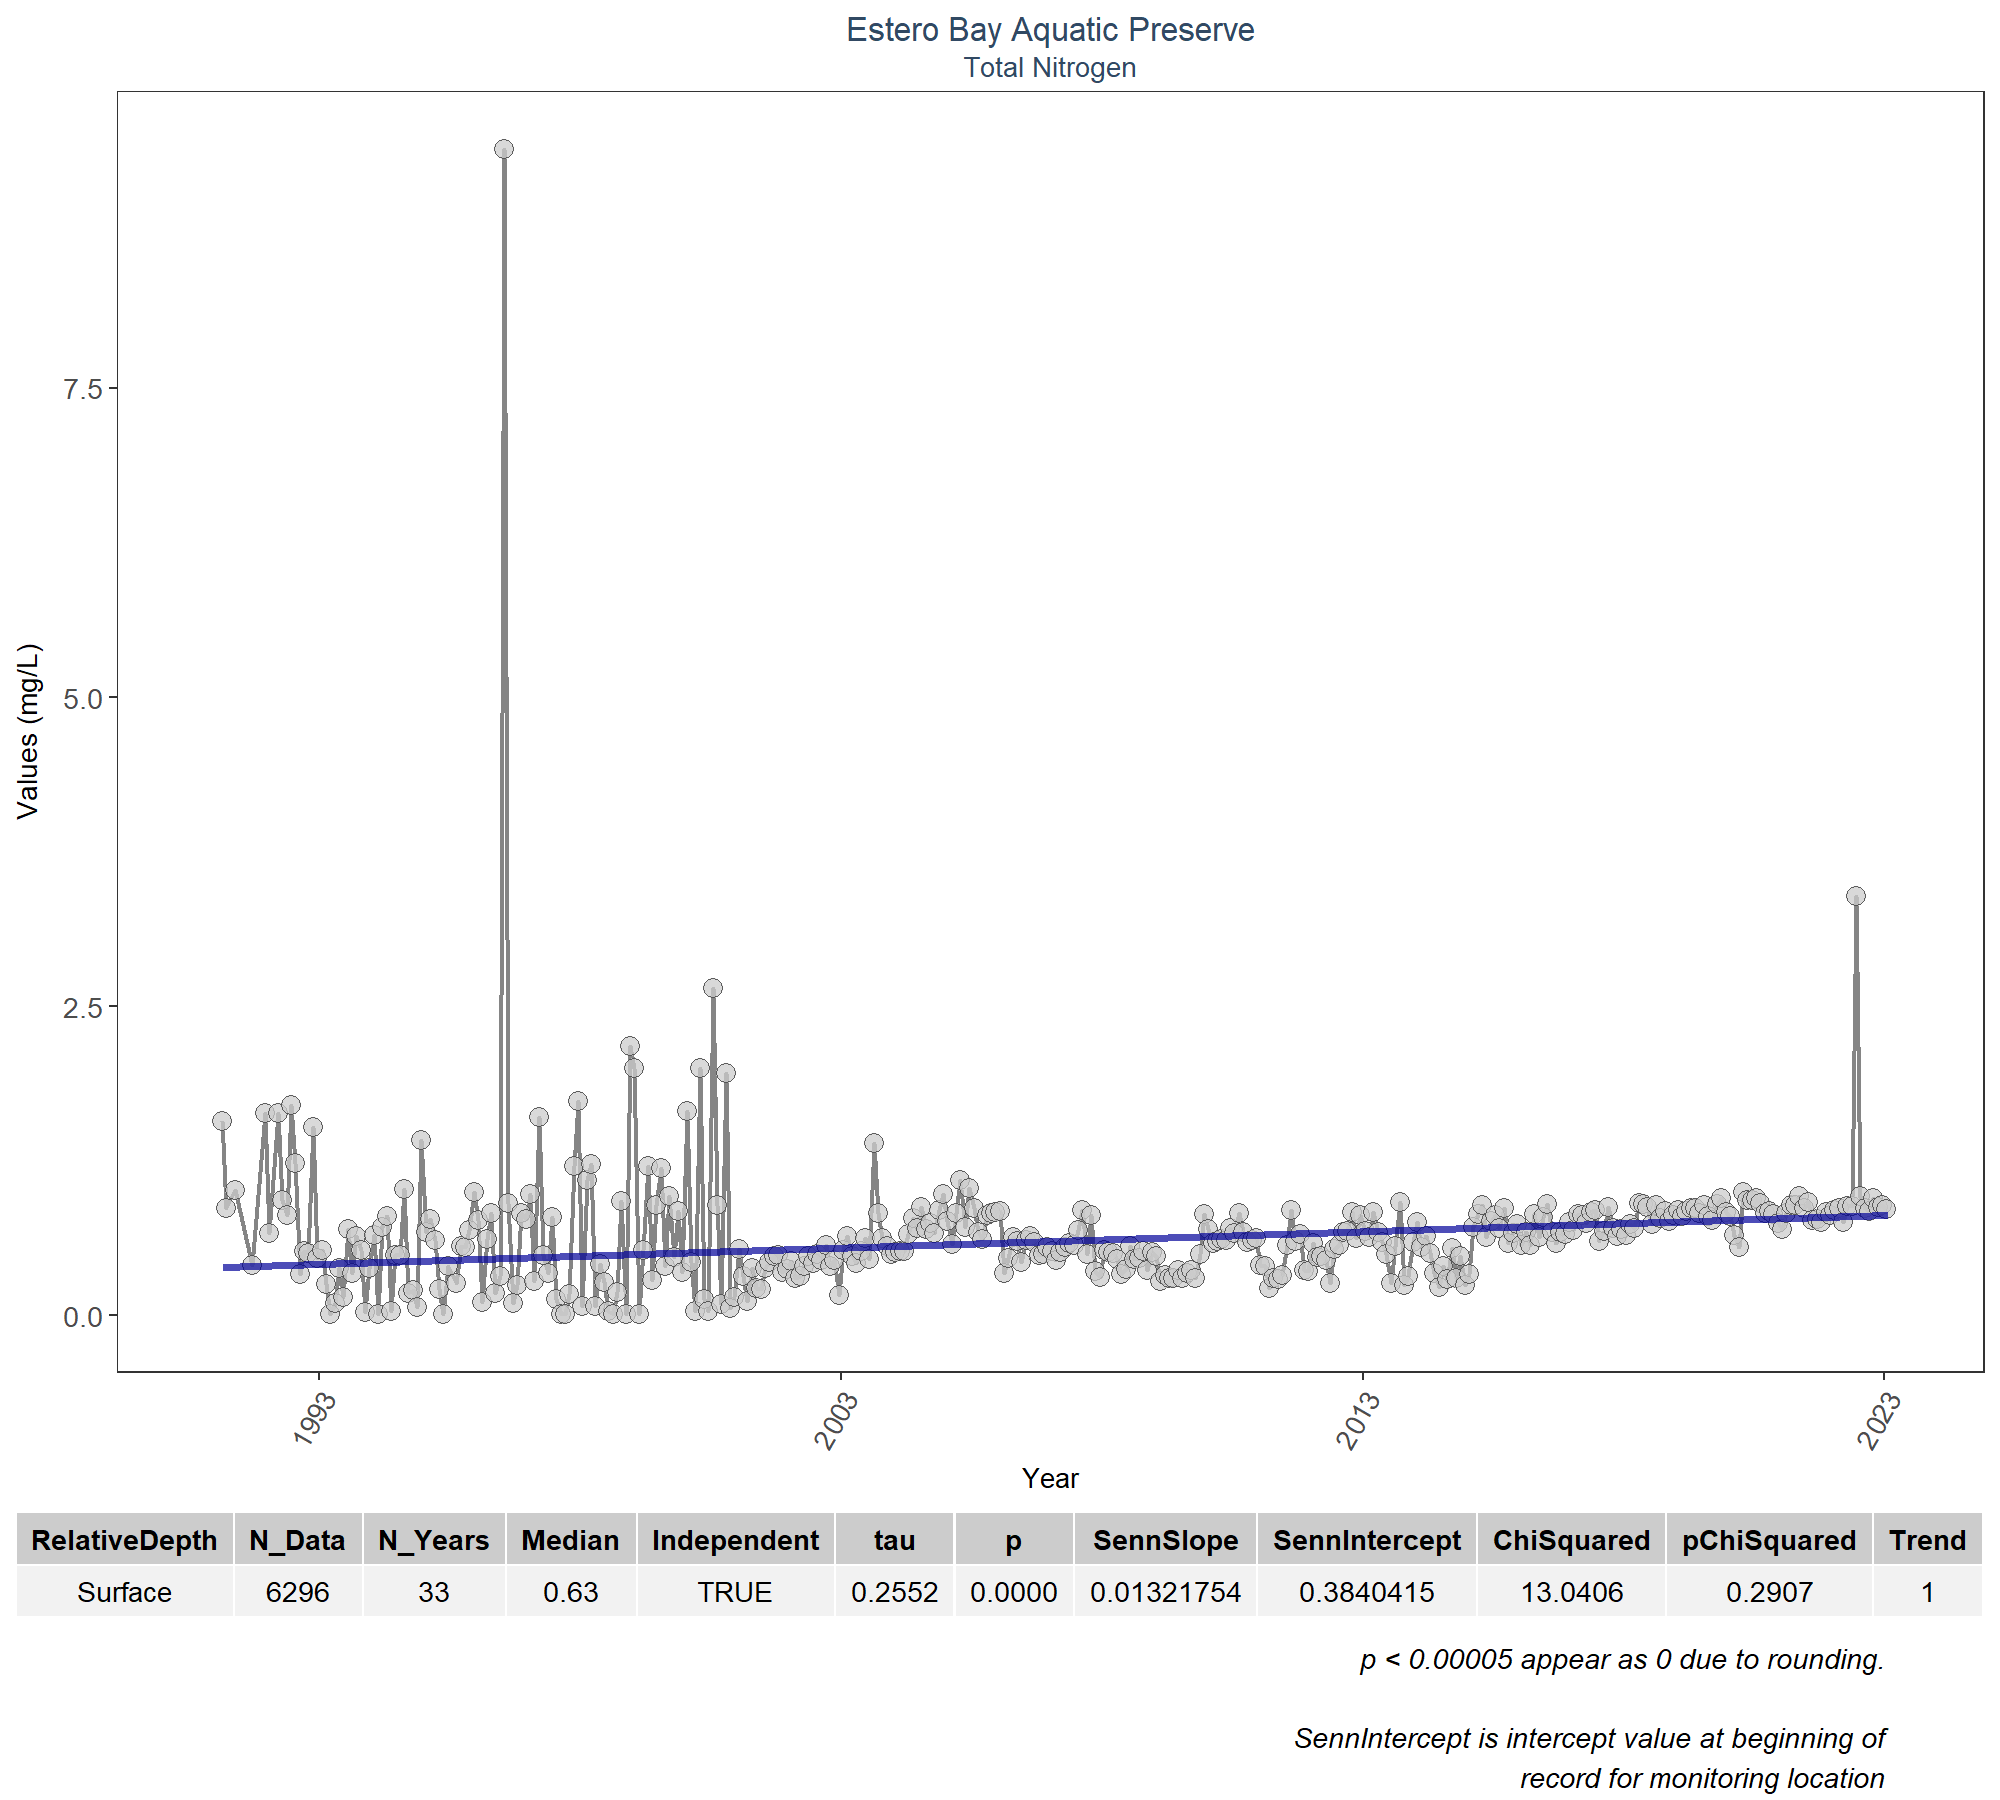 Estero Bay Aquatic Preserve
Total Nitrogen
Values (mg/L)
7.5
5.0
2.5
0.0
1993
2003
2013
2023
Year
RelativeDepth N_Data N_Years Median Independent tau p SennSlope SennIntercept ChiSquared pChiSquared Trend
Surface 6296 33 0.63 TRUE 0.2552 0.0000 0.01321754 0.3840415 13.0406 0.2907 1
p < 0.00005 appear as 0 due to rounding.
SennIntercept is intercept value at beginning of
record for monitoring location